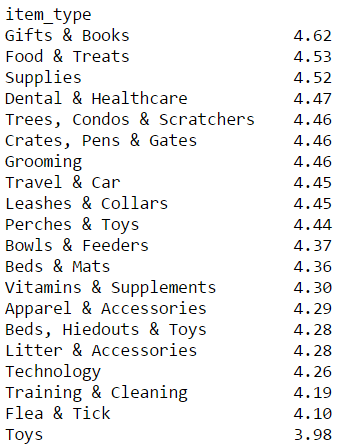 item_type
Gifts & Books 4.62
Food & Treats 4.53
Supplies 4.52
Dental & Healthcare 4.47
Trees, Condos & Scratchers 4.46
Crates, Pens & Gates 4.46
Grooming 4.46
Travel & Car 4.45
Leashes & Collars 4.45
Perches & Toys 4.44
Bowls & Feeders 4.37
Beds & Mats 4.36
Vitamins & Supplements 4.30
Apparel & Accessories 4.29
Beds, Hiedouts & Toys 4.28
Litter & Accessories 4.28
Technology 4.26
Training & Cleaning 4.19
Flea & Tick 4.10
Toys 3.98